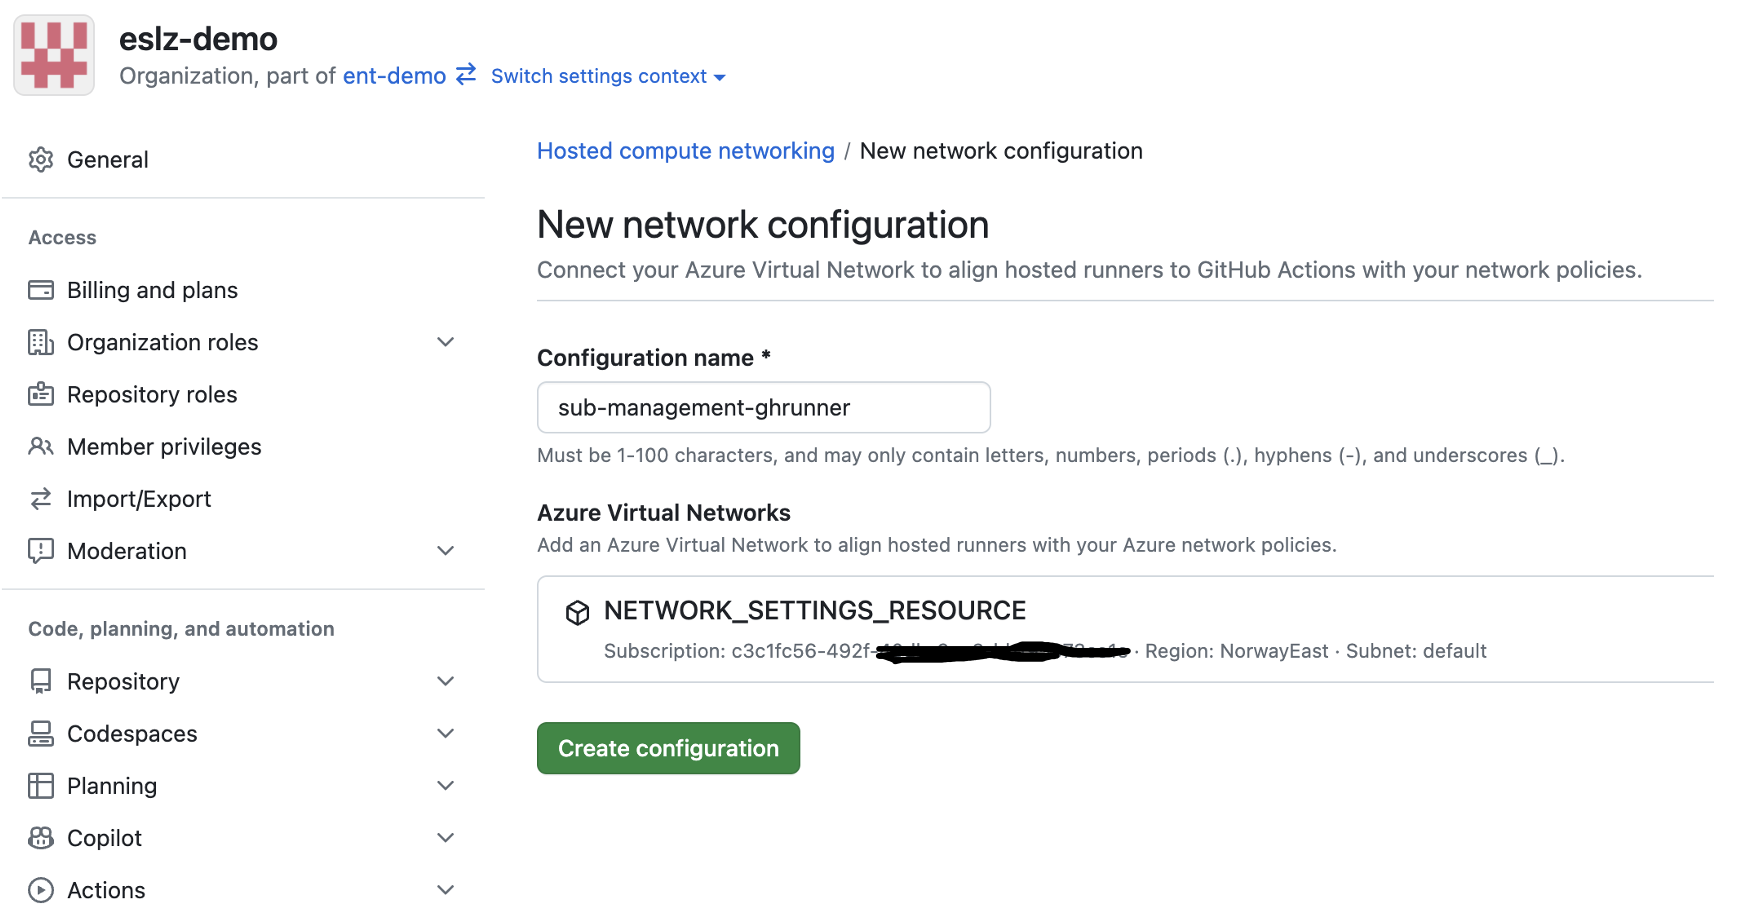 eslz-demo
Organization, part of ent-demo Switch settings context
General
Access
Billing and plans
Organization roles
Repository roles
Member privileges
Import/Export
Moderation
Code, planning, and automation
Repository
Codespaces
Planning
Copilot
Actions
Hosted compute networking / New network configuration
New network configuration
Connect your Azure Virtual Network to align hosted runners to GitHub Actions with your network policies.
Configuration name *
sub-management-ghrunner
Must be 1-100 characters, and may only contain letters, numbers, periods (.), hyphens (-), and underscores (_).
Azure Virtual Networks
Add an Azure Virtual Network to align hosted runners with your Azure network policies.
NETWORK_SETTINGS_RESOURCE
Subscription: c3c1fc56-492f- · Region: NorwayEast · Subnet: default
Create configuration